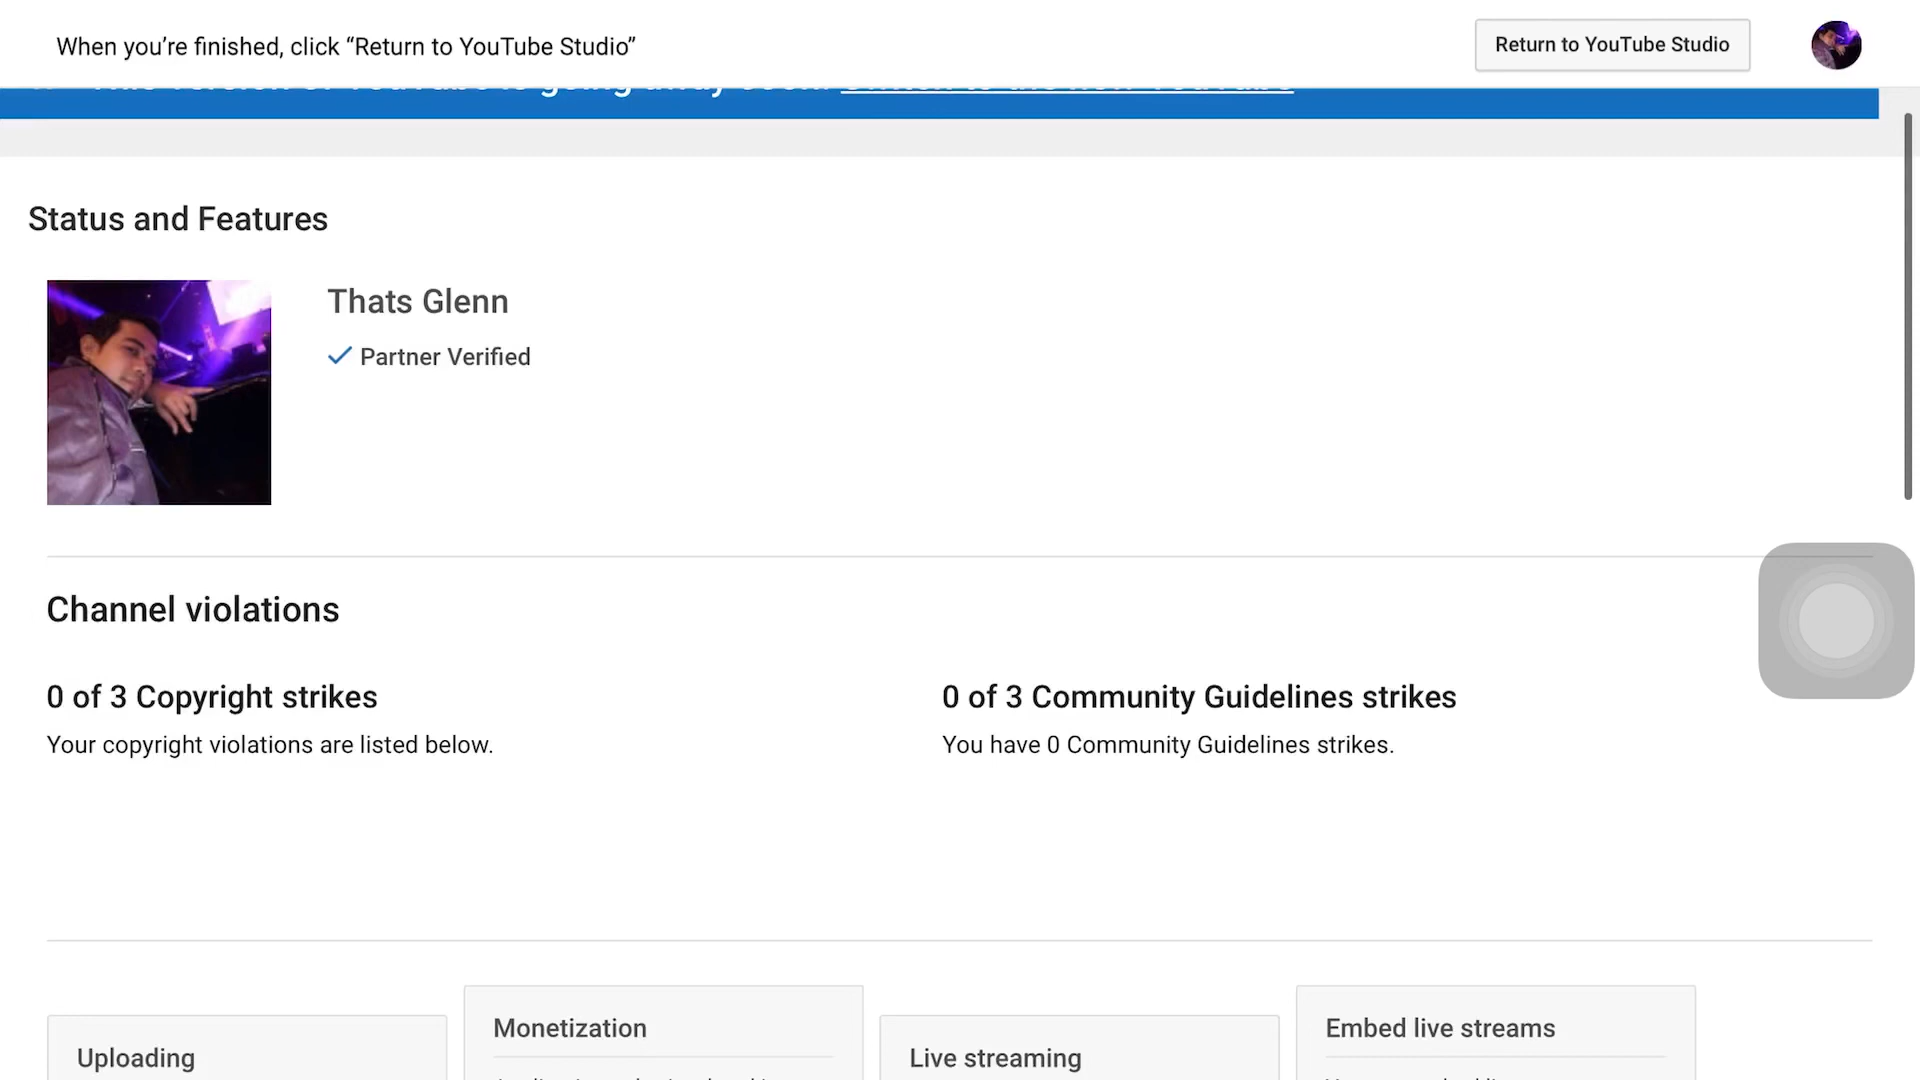 When you’re finished, click “Return to YouTube Studio”
Return to YouTube Studio
Status and Features
Thats Glenn
Partner Verified
Channel violations
0 of 3 Copyright strikes
Your copyright violations are listed below.
0 of 3 Community Guidelines strikes
You have 0 Community Guidelines strikes.
Uploading
Monetization
Live streaming
Embed live streams